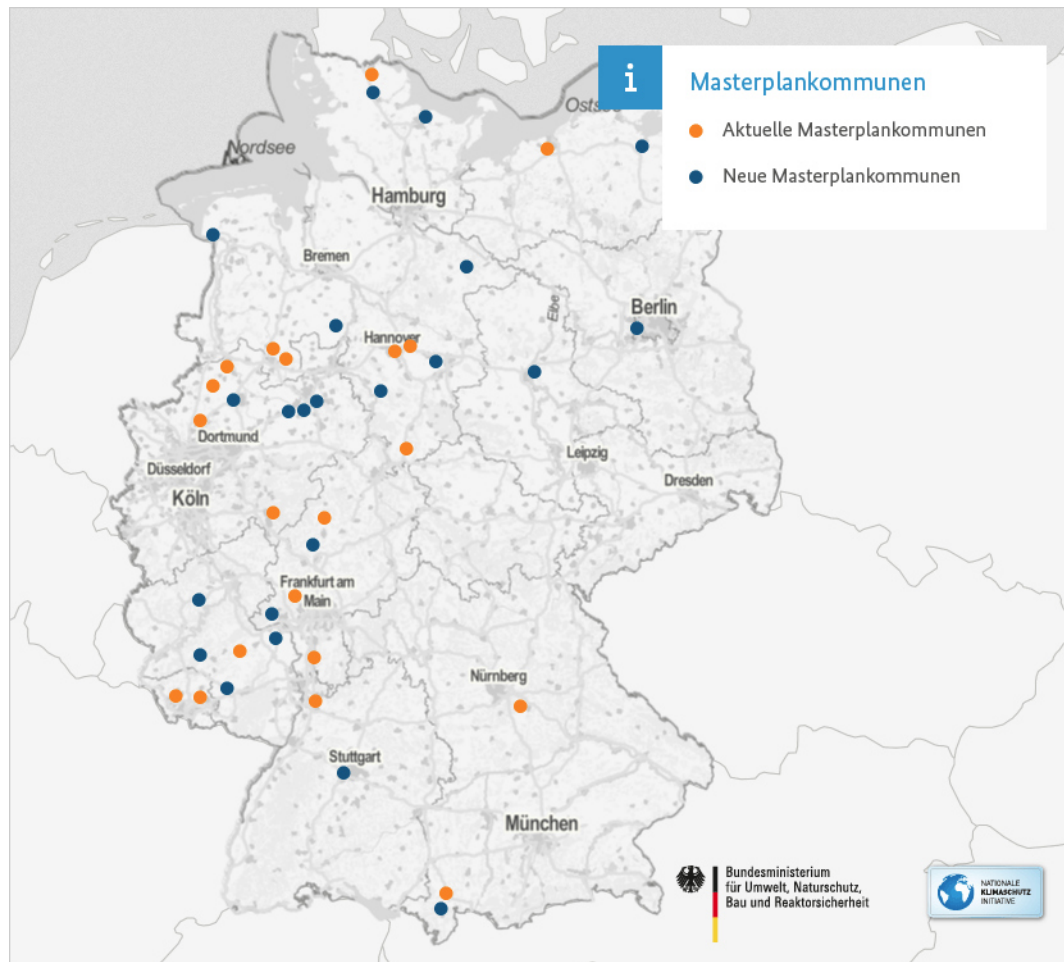 i
Masterplankommunen
Aktuelle Masterplankommunen
Neue Masterplankommunen
Ostsee
Nordsee
Hamburg
Bremen
Elbe
Berlin
Hannover
Dortmund
Leipzig
Düsseldorf
Dresden
Köln
Frankfurt am
Main
Nürnberg
Stuttgart
München
Bundesministerium
für Umwelt, Naturschutz,
Bau und Reaktorsicherheit
NATIONALE
KLIMASCHUTZ
INITIATIVE